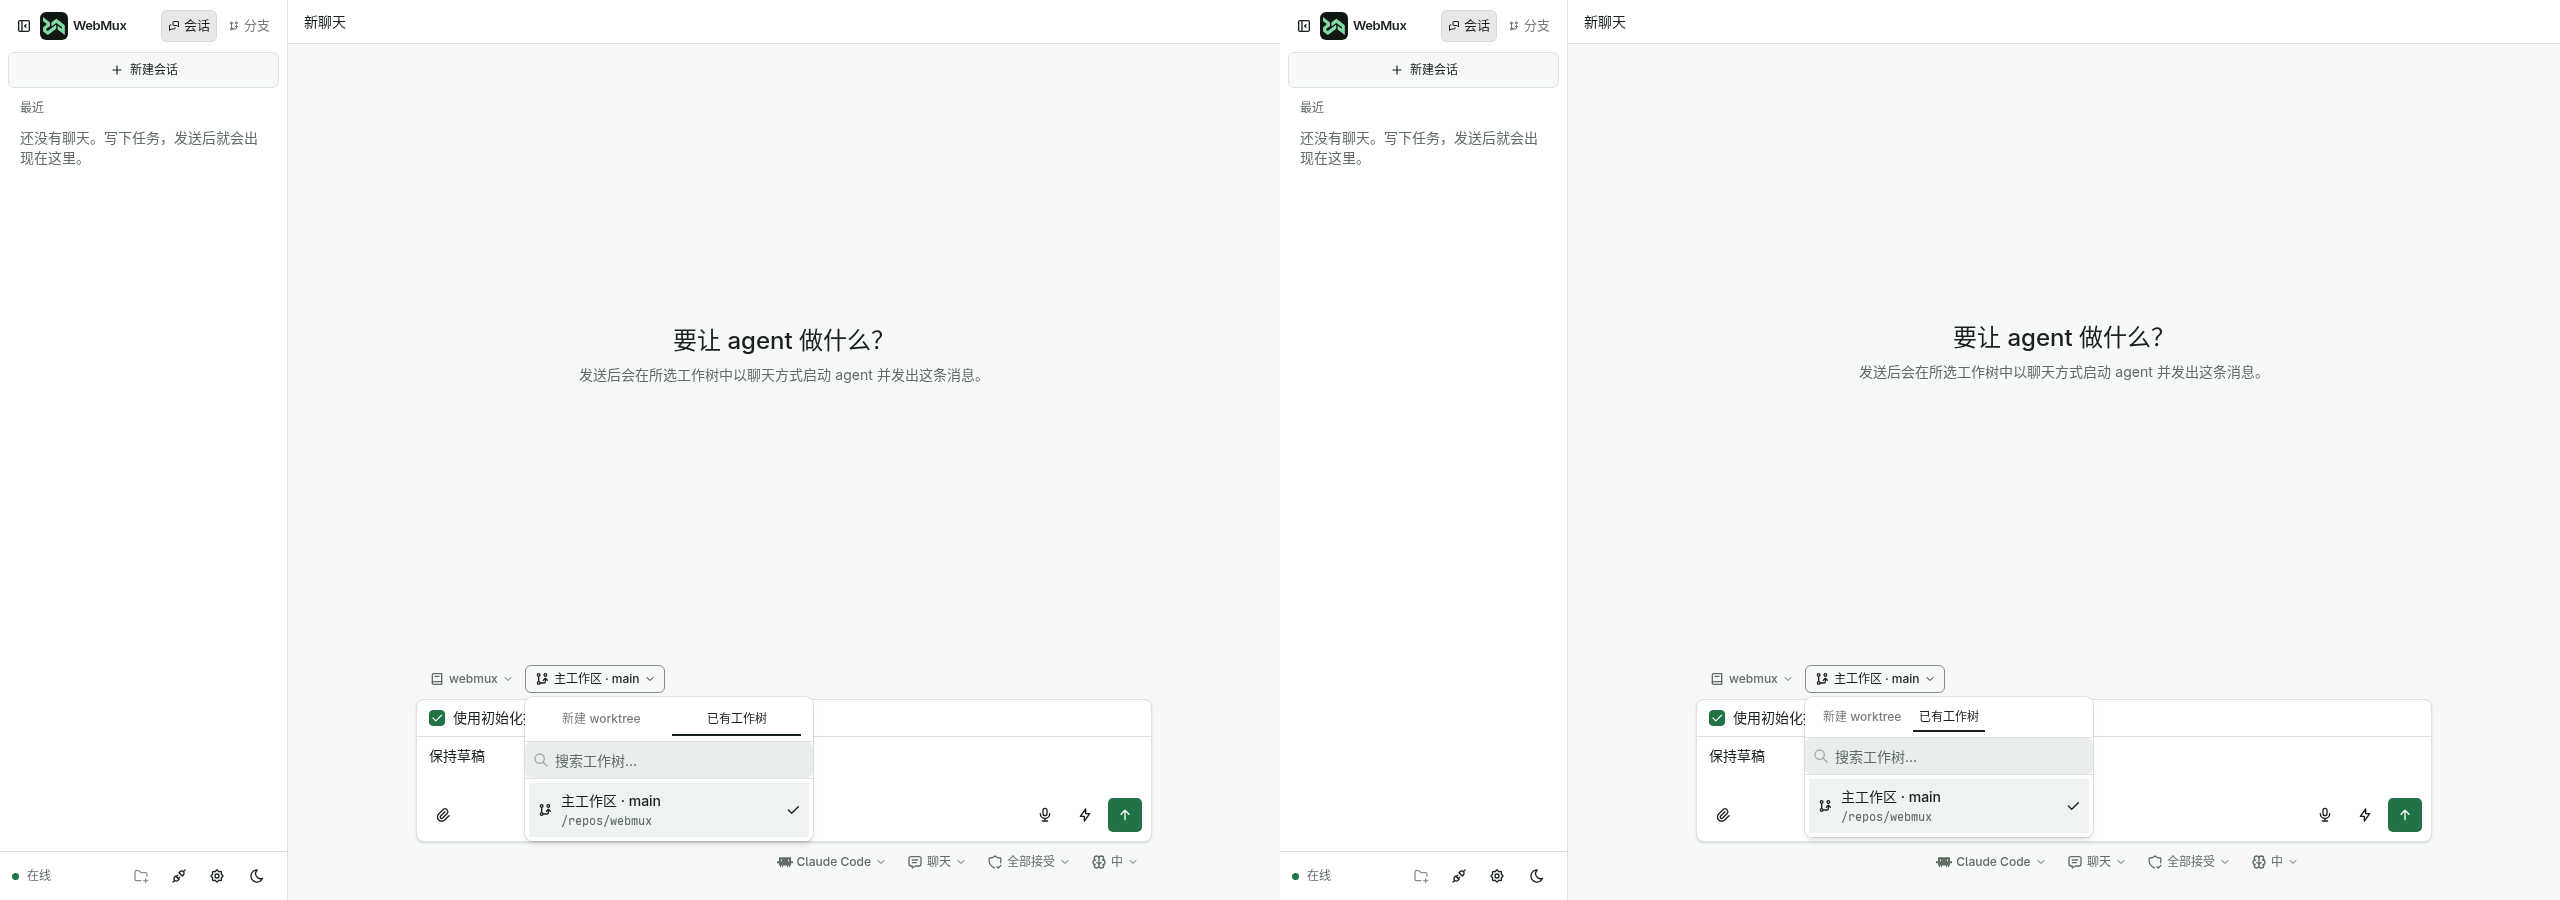 WebMux
会话
分支
新建会话
最近
还没有聊天。写下任务，发送后就会出
现在这里。
在线
新聊天
要让 agent 做什么？
发送后会在所选工作树中以聊天方式启动 agent 并发出这条消息。
webmux
主工作区 · main
使用初始化
新建 worktree
已有工作树
保持草稿
搜索工作树...
主工作区 · main
/repos/webmux
Claude Code
聊天
全部接受
中
WebMux
会话
分支
新建会话
最近
还没有聊天。写下任务，发送后就会出
现在这里。
在线
新聊天
要让 agent 做什么？
发送后会在所选工作树中以聊天方式启动 agent 并发出这条消息。
webmux
主工作区 · main
使用初始化
新建 worktree
已有工作树
保持草稿
搜索工作树...
主工作区 · main
/repos/webmux
Claude Code
聊天
全部接受
中